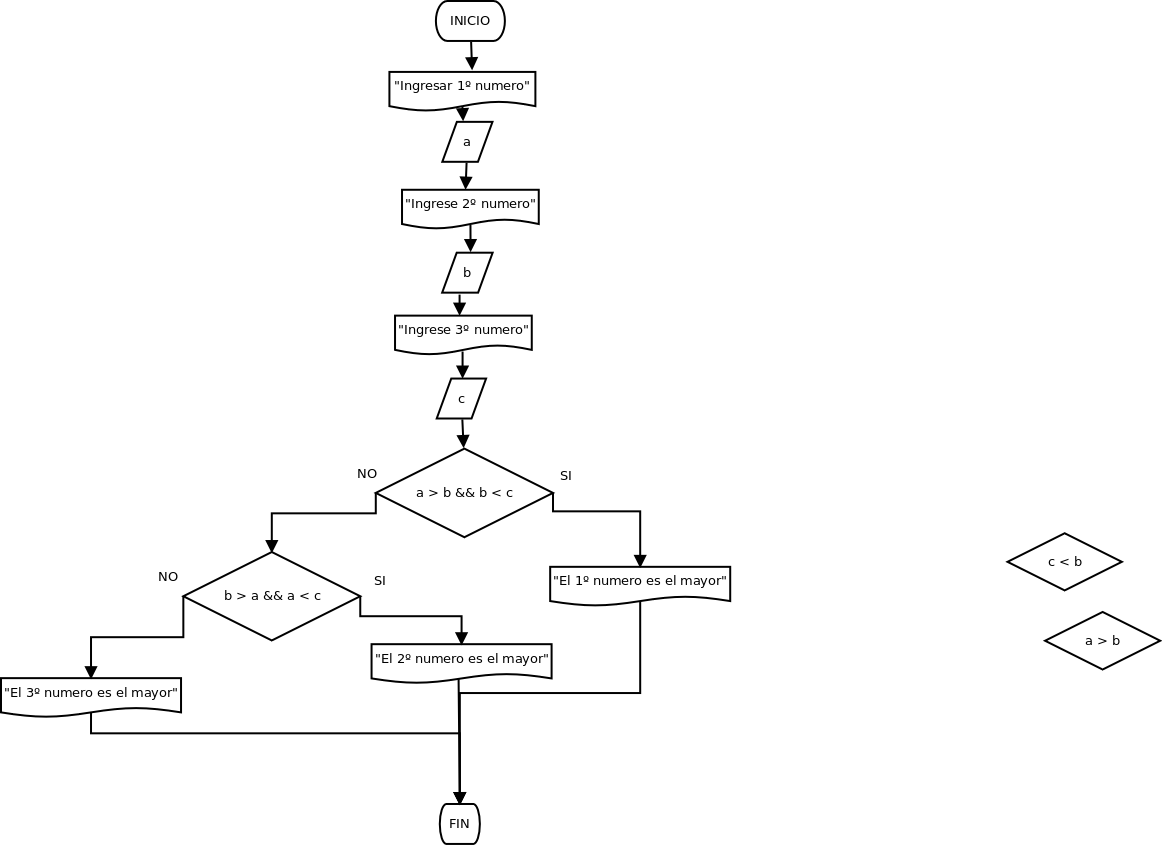 INICIO
"Ingresar 1º numero"
a
"Ingrese 2º numero"
b
"Ingrese 3º numero"
c
NO
SI
a > b && b < c
NO
SI
b > a && a < c
"El 1º numero es el mayor"
"El 2º numero es el mayor"
"El 3º numero es el mayor"
FIN
c < b
a > b